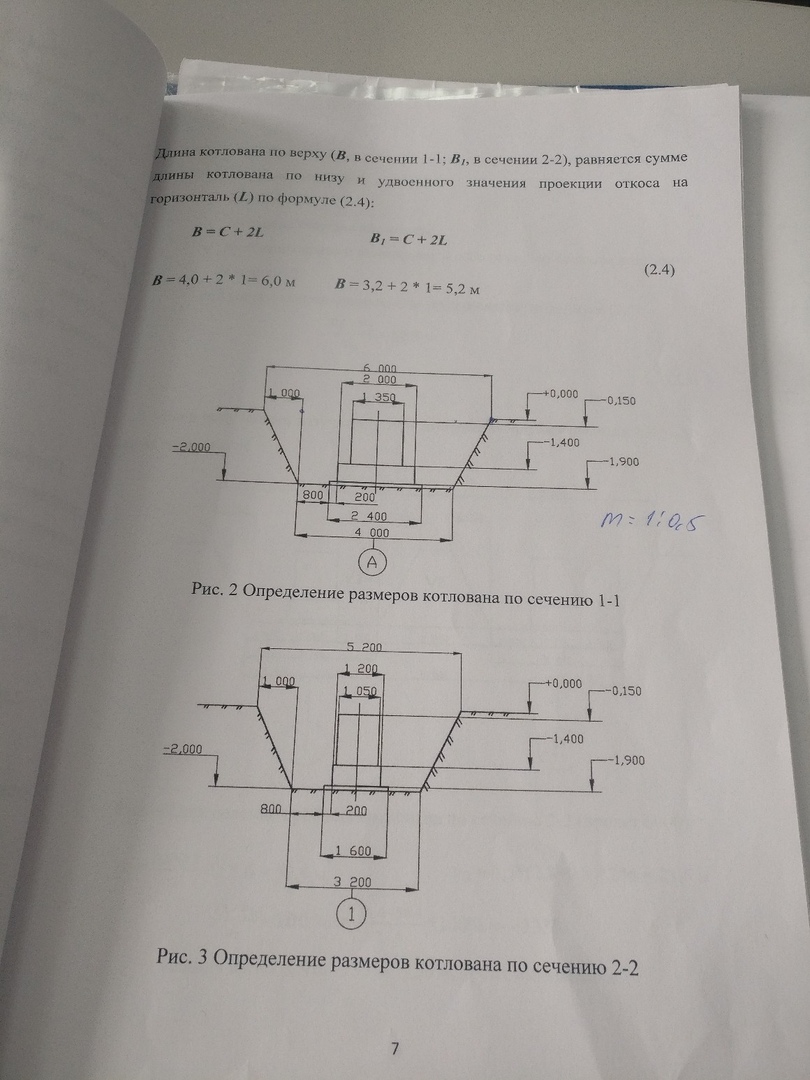 Длина котлована по верху (B, в сечении 1-1; B₁, в сечении 2-2), равняется сумме
длины котлована по низу и удвоенного значения проекции откоса на
горизонталь (L) по формуле (2.4):
B = C + 2L
B₁ = C + 2L
(2.4)
B = 4,0 + 2 * 1= 6,0 м
B = 3,2 + 2 * 1= 5,2 м
6 000
2 000
1 000
1 350
+0,000
-0,150
-2,000
-1,400
-1,900
800
200
2 400
4 000
A
m = 1:0,5
Рис. 2 Определение размеров котлована по сечению 1-1
5 200
1 200
1 000
1 050
+0,000
-0,150
-2,000
-1,400
-1,900
800
200
1 600
3 200
1
Рис. 3 Определение размеров котлована по сечению 2-2
7